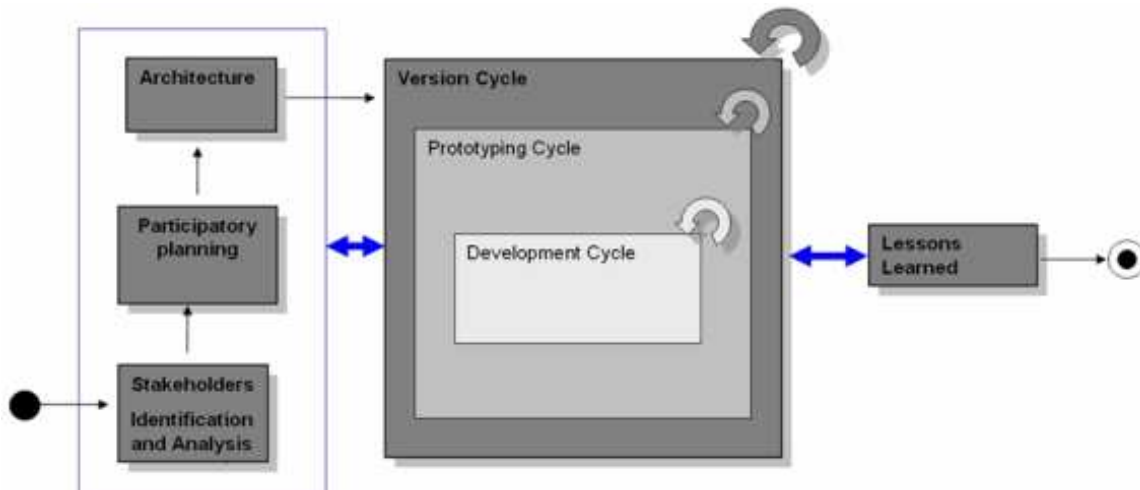 Architecture
Version Cycle
Prototyping Cycle
Participatory
planning
Development Cycle
Lessons
Learned
Stakeholders
Identification
and Analysis